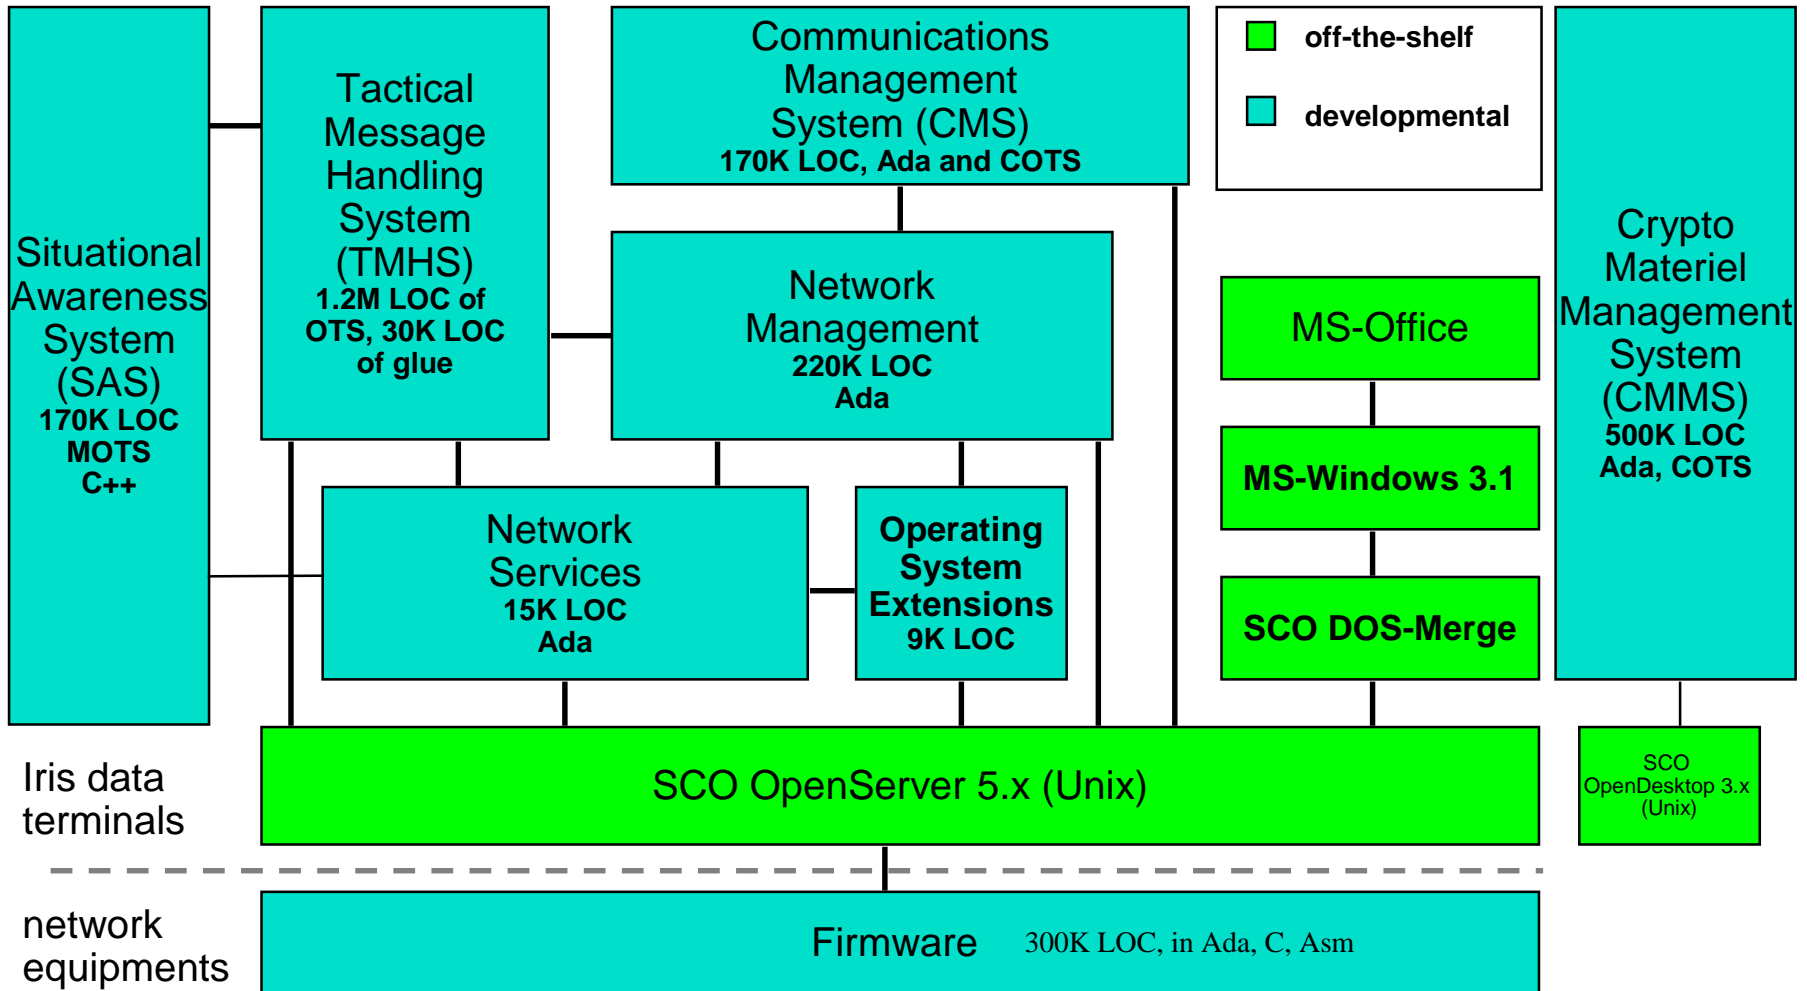 Situational
Awareness
System
(SAS)
170K LOC
MOTS
C++
Tactical
Message
Handling
System
(TMHS)
1.2M LOC of
OTS, 30K LOC
of glue
Communications
Management
System (CMS)
170K LOC, Ada and COTS
off-the-shelf
developmental
Network
Management
220K LOC
Ada
MS-Office
MS-Windows 3.1
SCO DOS-Merge
Crypto
Materiel
Management
System
(CMMS)
500K LOC
Ada, COTS
Network
Services
15K LOC
Ada
Operating
System
Extensions
9K LOC
Iris data
terminals
SCO OpenServer 5.x (Unix)
SCO
OpenDesktop 3.x
(Unix)
network
equipments
Firmware 300K LOC, in Ada, C, Asm